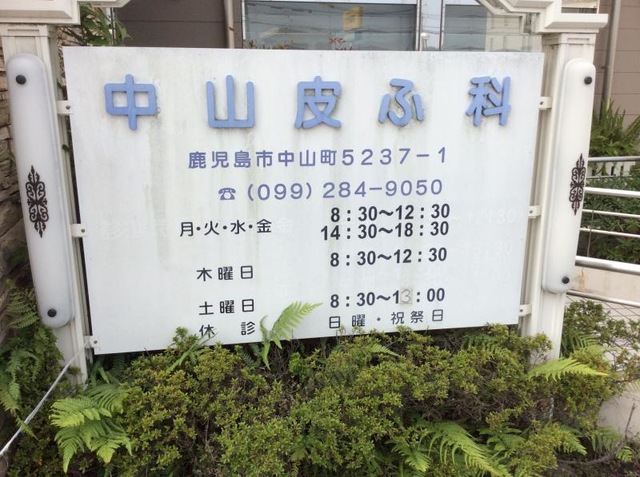 中山皮ふ科
鹿児島市中山町5237-1
☎(099)284-9050
月・火・水・金 8:30〜12:30
14:30〜18:30
木曜日 8:30〜12:30
土曜日 8:30〜13:00
休診 日曜・祝祭日